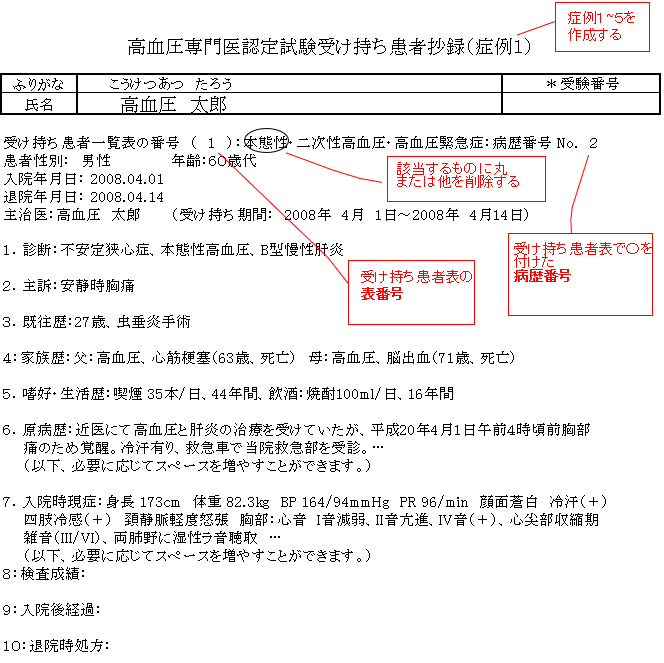 症例１~５を
作成する
高血圧専門医認定試験受け持ち患者抄録（症例１）
ふりがな こうけつあつ たろう ＊受験番号
氏名 高血圧 太郎
受け持ち患者一覧表の番号 （ １ ）：本態性・二次性高血圧・高血圧緊急症：病歴番号 No. ２
患者性別： 男性 年齢：６０歳代
入院年月日： 2008.04.01
退院年月日： 2008.04.14
主治医：高血圧 太郎 （受け持ち期間： 2008年 4月 1日～2008年 4月14日）
該当するものに丸
または他を削除する
受け持ち患者表で○を
付けた
病歴番号
受け持ち患者表の
表番号
１．診断：不安定狭心症、本態性高血圧、B型慢性肝炎
２．主訴：安静時胸痛
３．既往歴：27歳、虫垂炎手術
４：家族歴：父：高血圧、心筋梗塞（63歳、死亡） 母：高血圧、脳出血（71歳、死亡）
５．嗜好・生活歴：喫煙 35本/日、44年間、飲酒：焼酎100ml/日、16年間
６．原病歴：近医にて高血圧と肝炎の治療を受けていたが、平成20年4月1日午前4時頃前胸部
痛のため覚醒。冷汗有り、救急車で当院救急部を受診。…
（以下、必要に応じてスペースを増やすことができます。）
７．入院時現症：身長 173cm 体重 82.3kg BP 164/94mmHg PR 96/min 顔面蒼白 冷汗（＋）
四肢冷感（＋） 頚静脈軽度怒張 胸部：心音 Ⅰ音減弱、Ⅱ音亢進、Ⅳ音（＋）、心尖部収縮期
雑音（Ⅲ/Ⅵ）、両肺野に湿性ラ音聴取 …
（以下、必要に応じてスペースを増やすことができます。）
８：検査成績：
９：入院後経過：
１０：退院時処方：